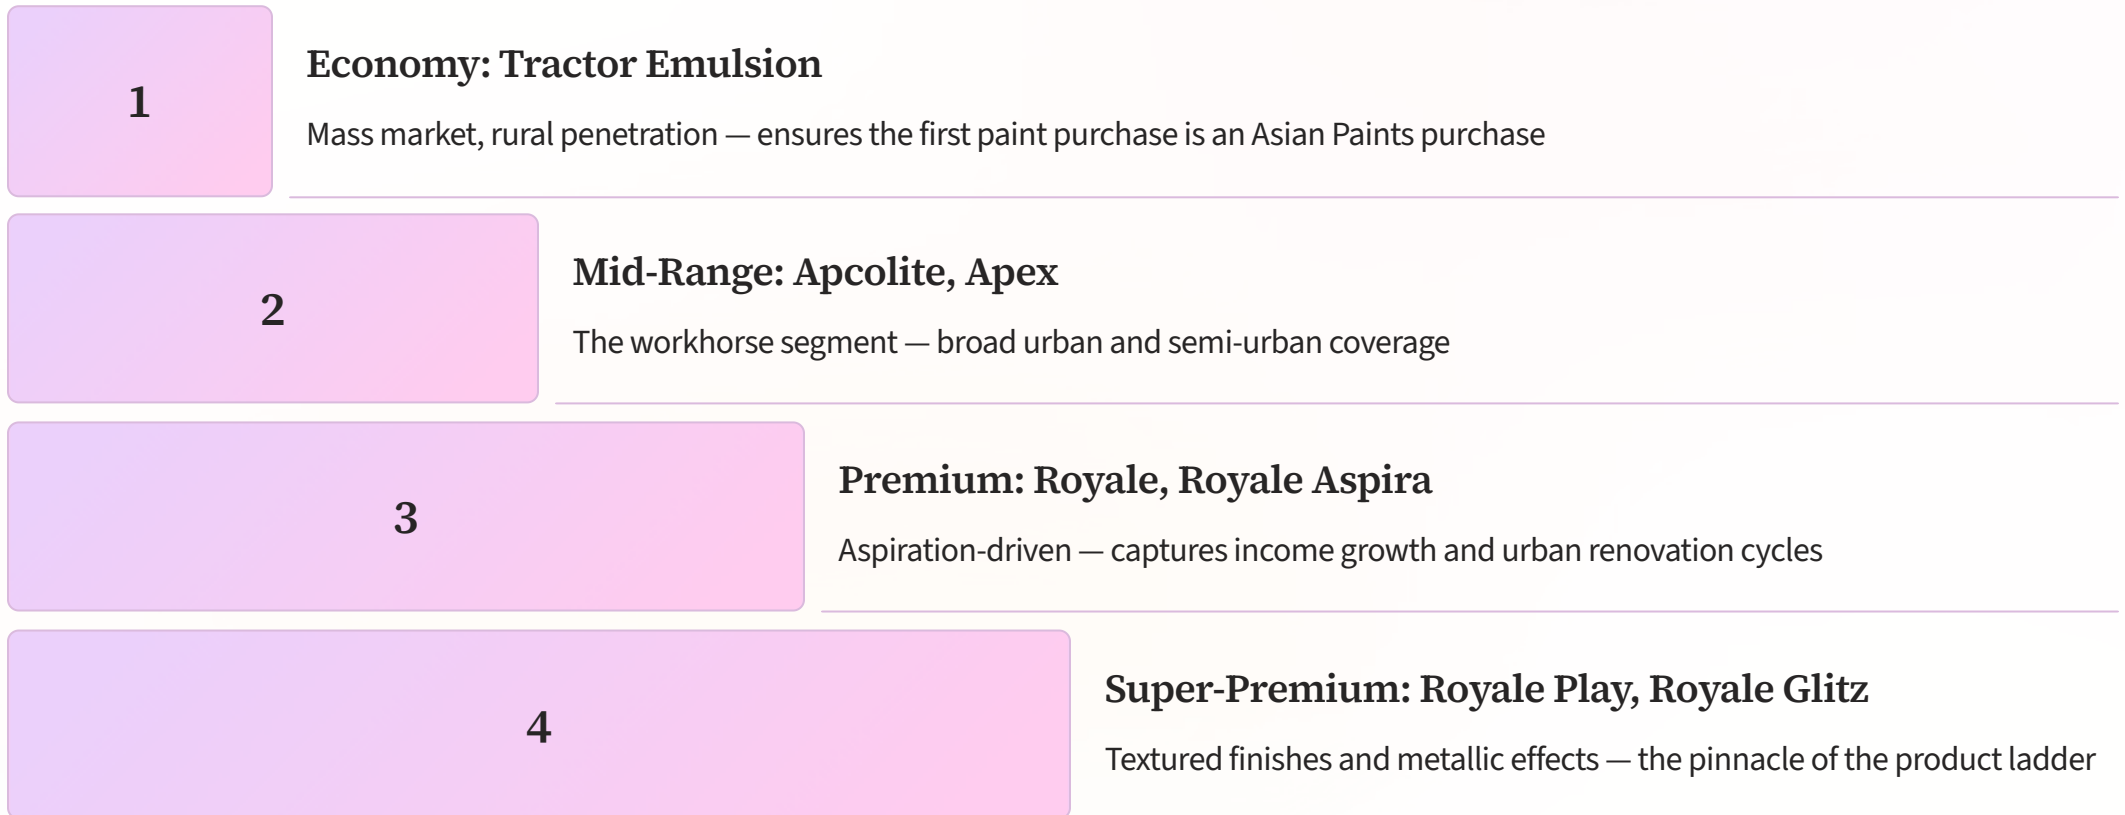 1
Economy: Tractor Emulsion
Mass market, rural penetration — ensures the first paint purchase is an Asian Paints purchase
2
Mid-Range: Apcolite, Apex
The workhorse segment — broad urban and semi-urban coverage
3
Premium: Royale, Royale Aspira
Aspiration-driven — captures income growth and urban renovation cycles
4
Super-Premium: Royale Play, Royale Glitz
Textured finishes and metallic effects — the pinnacle of the product ladder